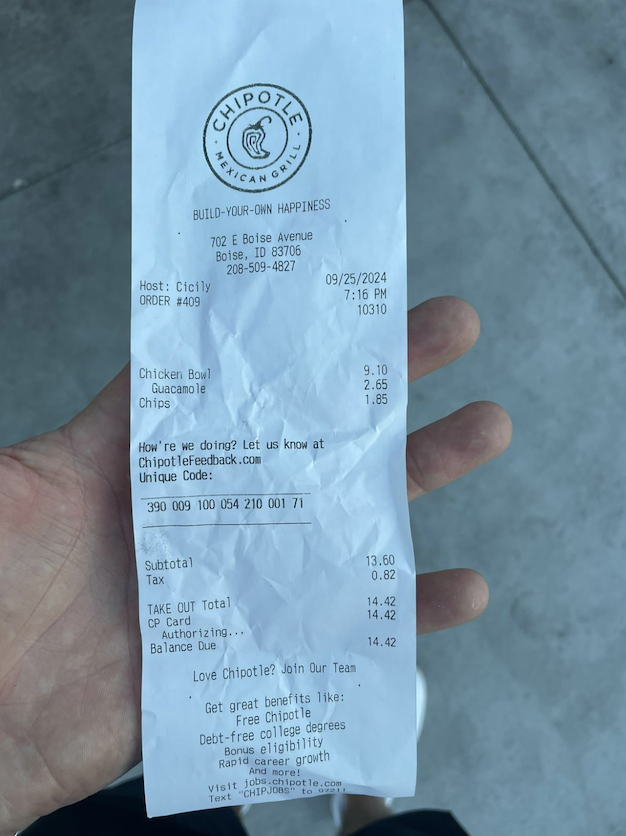 CHIPOTLE
MEXICAN GRILL
BUILD-YOUR-OWN HAPPINESS
702 E Boise Avenue
Boise, ID 83706
208-509-4827
Host: Cicily 09/25/2024
ORDER #409 7:16 PM
10310
Chicken Bowl 9.10
Guacamole 2.65
Chips 1.85
How're we doing? Let us know at
ChipotleFeedback.com
Unique Code:
390 009 100 054 210 001 71
Subtotal 13.60
Tax 0.82
TAKE OUT Total 14.42
CP Card 14.42
Authorizing...
Balance Due 14.42
Love Chipotle? Join Our Team
Get great benefits like:
Free Chipotle
Debt-free college degrees
Bonus eligibility
Rapid career growth
And more!
Visit jobs.chipotle.com
Text "CHIPJOBS" to